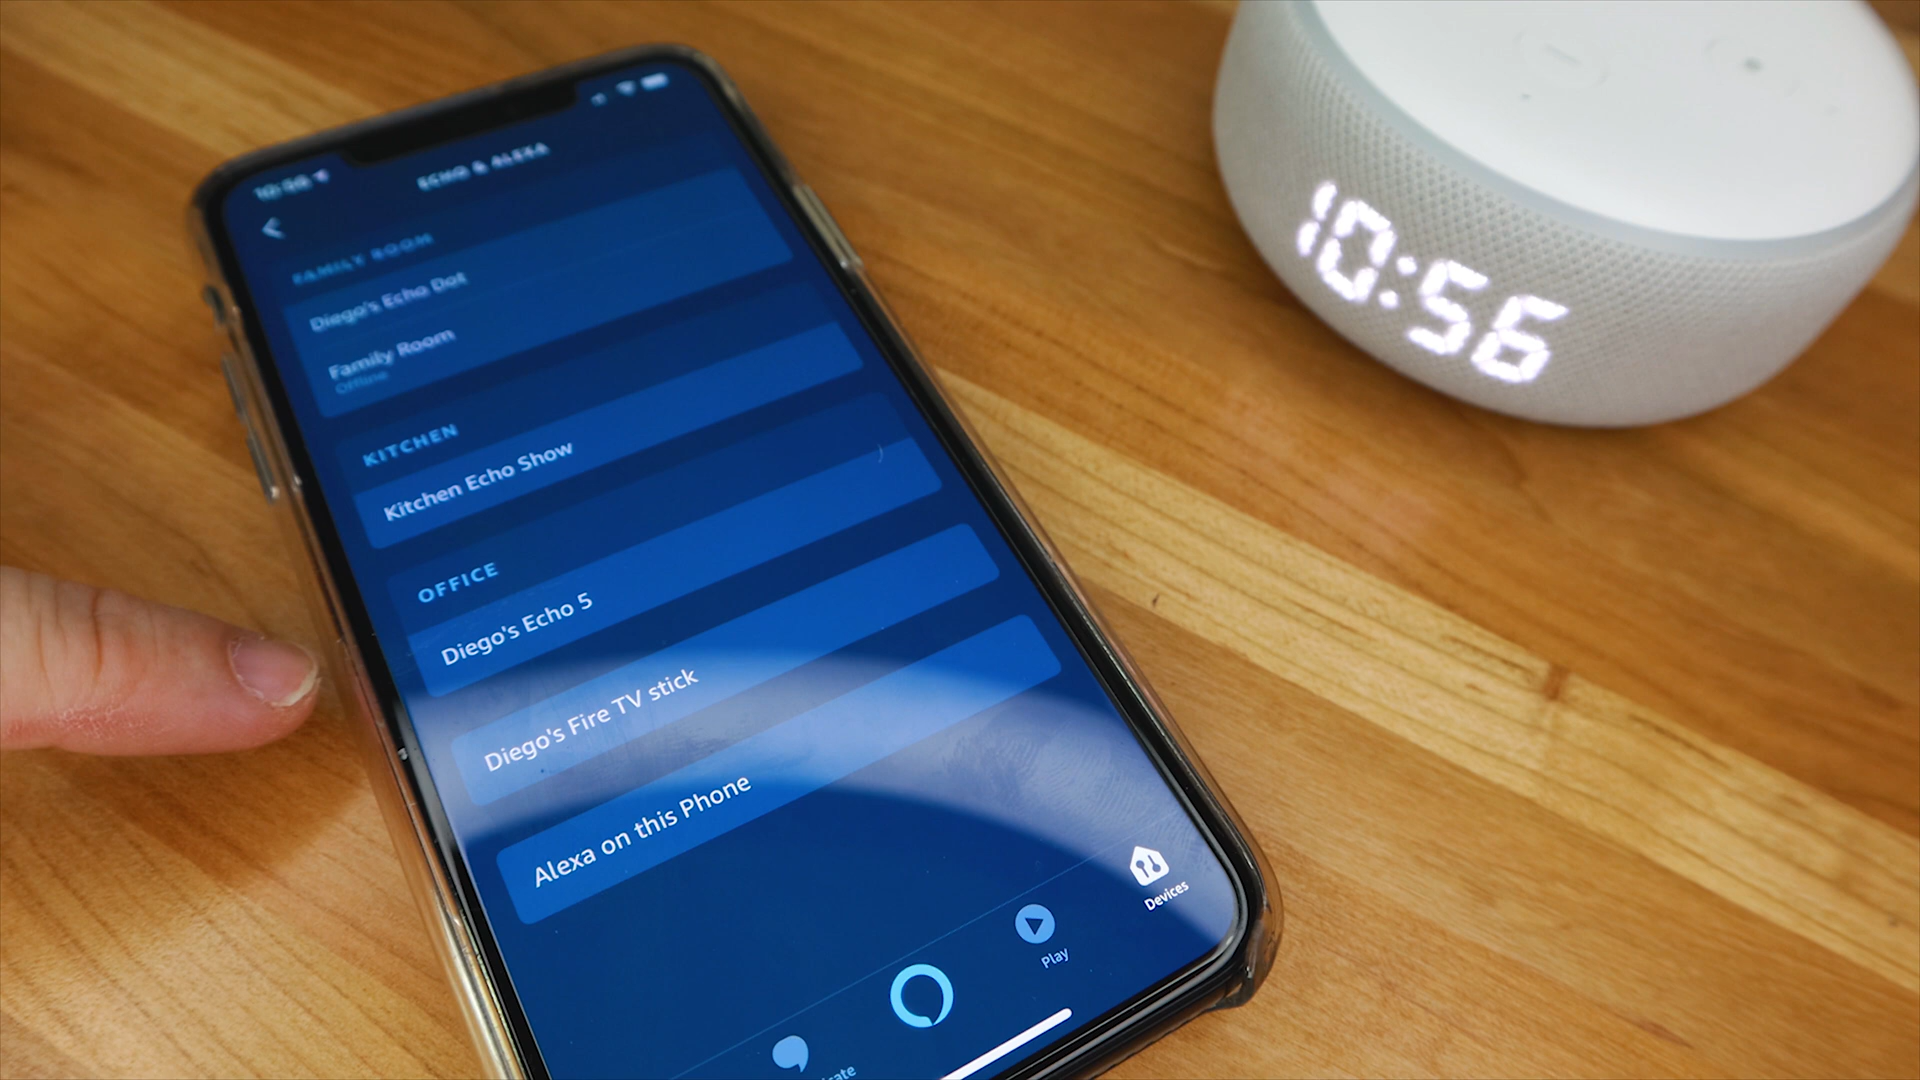 ECHO & ALEXA
FAMILY ROOM
Diego's Echo Dot
Family Room
Offline
KITCHEN
Kitchen Echo Show
OFFICE
Diego's Echo 5
Diego's Fire TV stick
Alexa on this Phone
Devices
Play
10:56